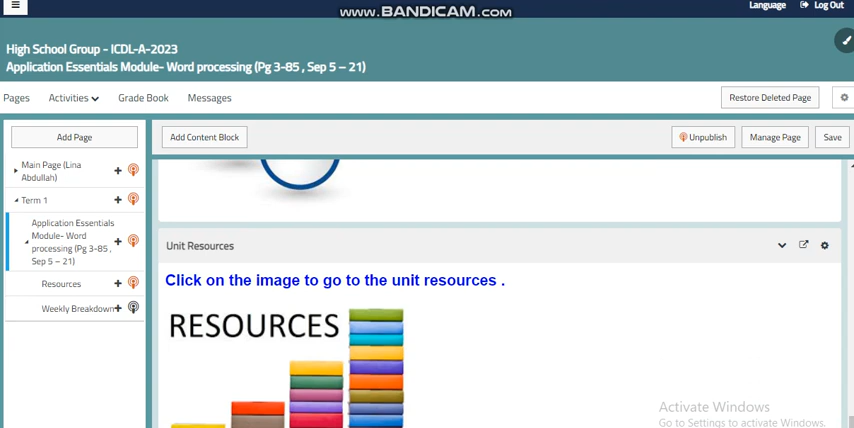 www.BANDICAM.com
Language
Log Out
High School Group - ICDL-A-2023
Application Essentials Module- Word processing (Pg 3-85 , Sep 5 – 21)
Pages
Activities
Grade Book
Messages
Restore Deleted Page
Add Page
Add Content Block
Unpublish
Manage Page
Save
Main Page (Lina
Abdullah)
Term 1
Application Essentials
Module- Word
processing (Pg 3-85 ,
Sep 5 – 21)
Resources
Weekly Breakdown
Unit Resources
Click on the image to go to the unit resources .
RESOURCES
Activate Windows
Go to Settings to activate Windows.